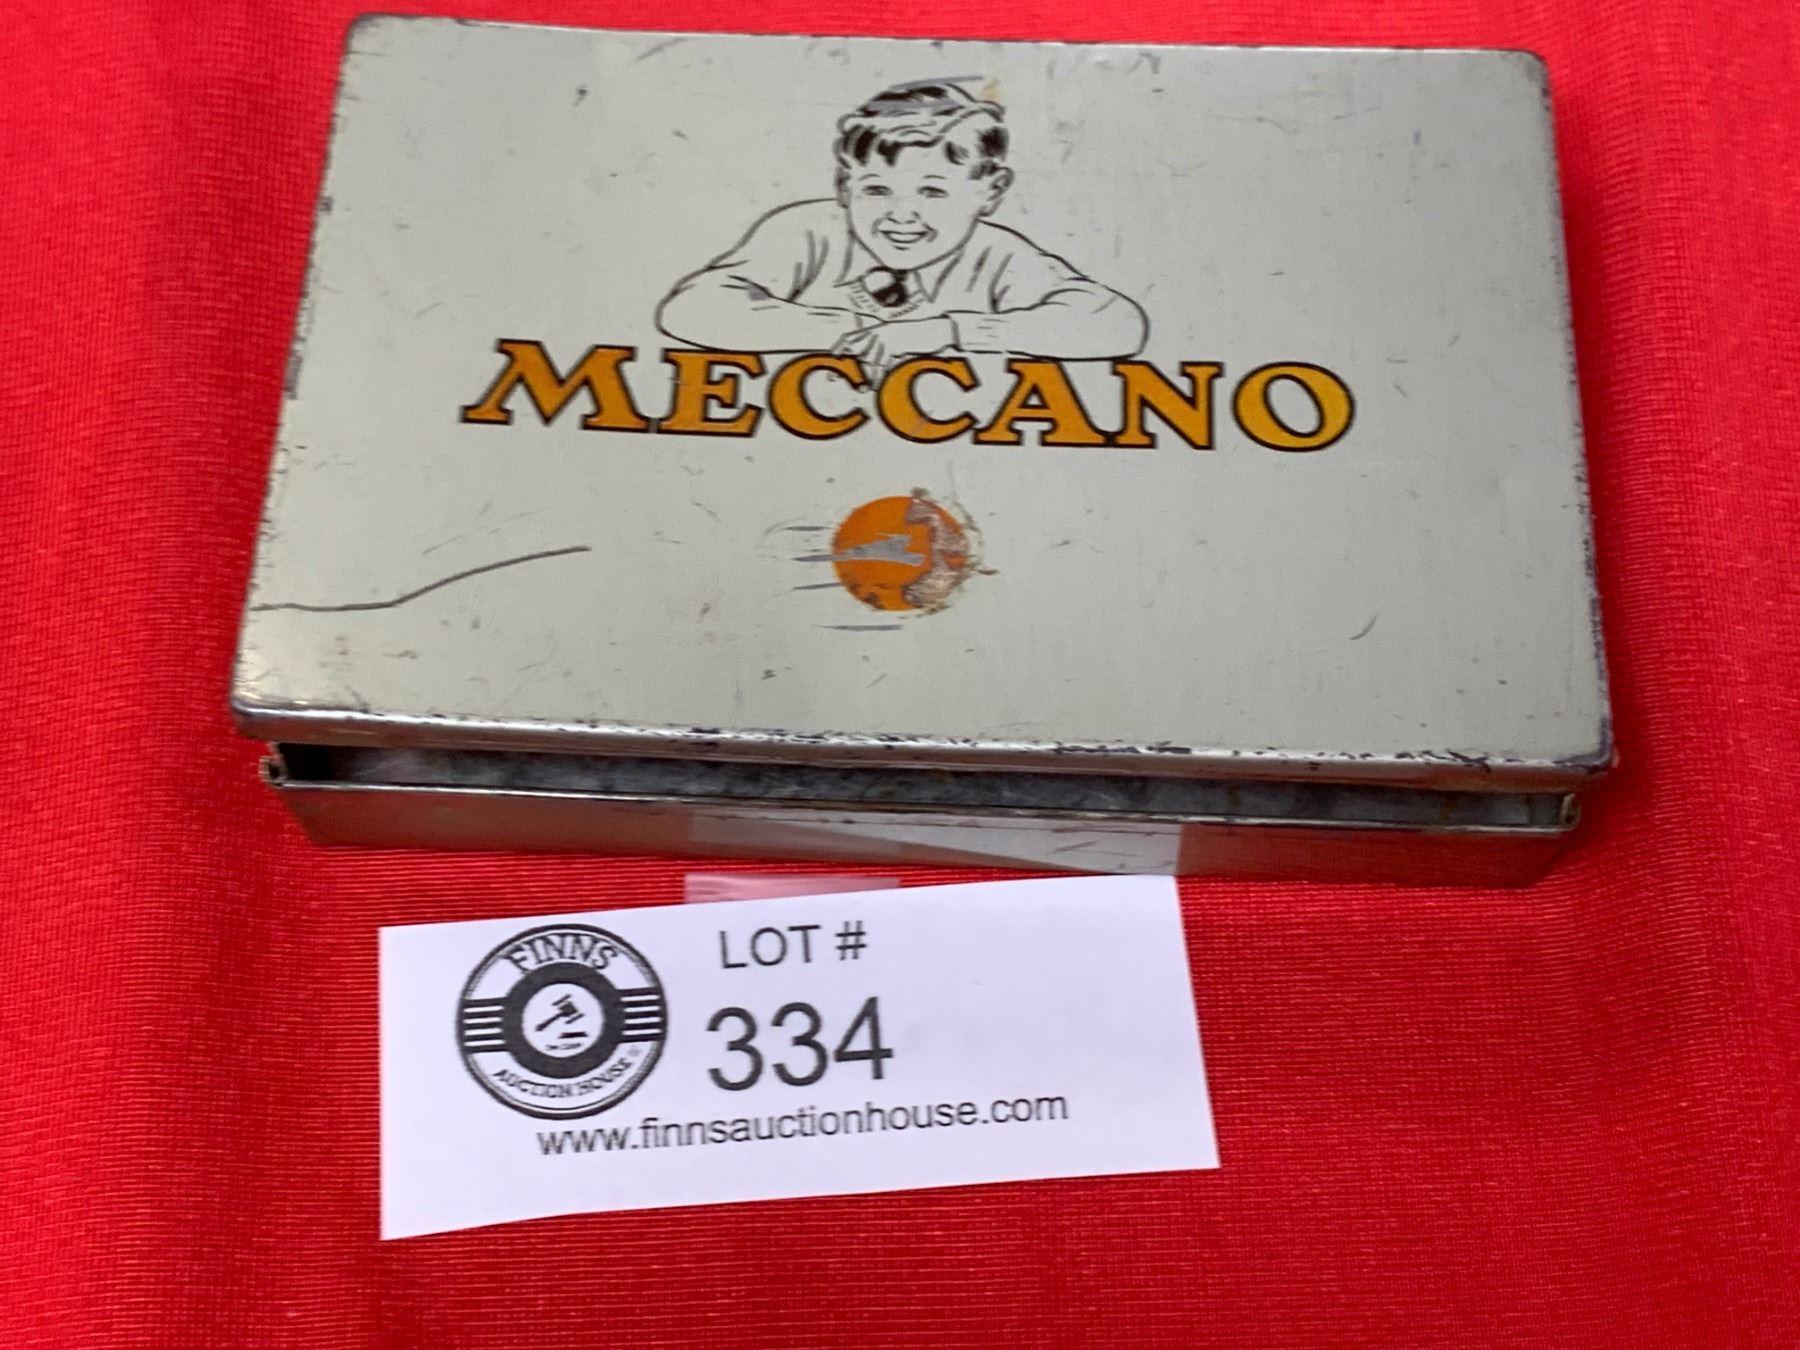 MECCANO
FINNS
AUCTION HOUSE
LOT #
334
www.finnsauctionhouse.com